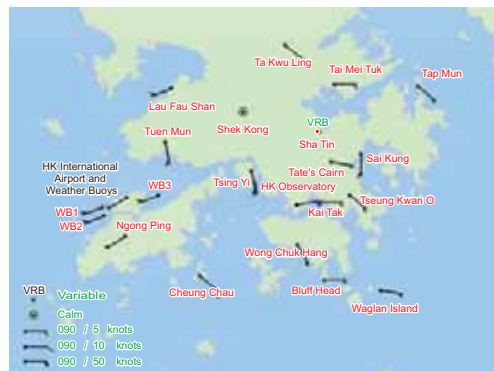 Ta Kwu Ling
Tai Mei Tuk
Tap Mun
Lau Fau Shan
Shek Kong
VRB
Sha Tin
Tuen Mun
Sai Kung
HK International
Airport and
Weather Buoys
Tate's Cairn
WB3
Tsing Yi
HK Observatory
Tseung Kwan O
WB1
WB2
Kai Tak
Ngong Ping
Wong Chuk Hang
Cheung Chau
Bluff Head
Waglan Island
VRB
Variable
Calm
090 / 5 knots
090 / 10 knots
090 / 50 knots